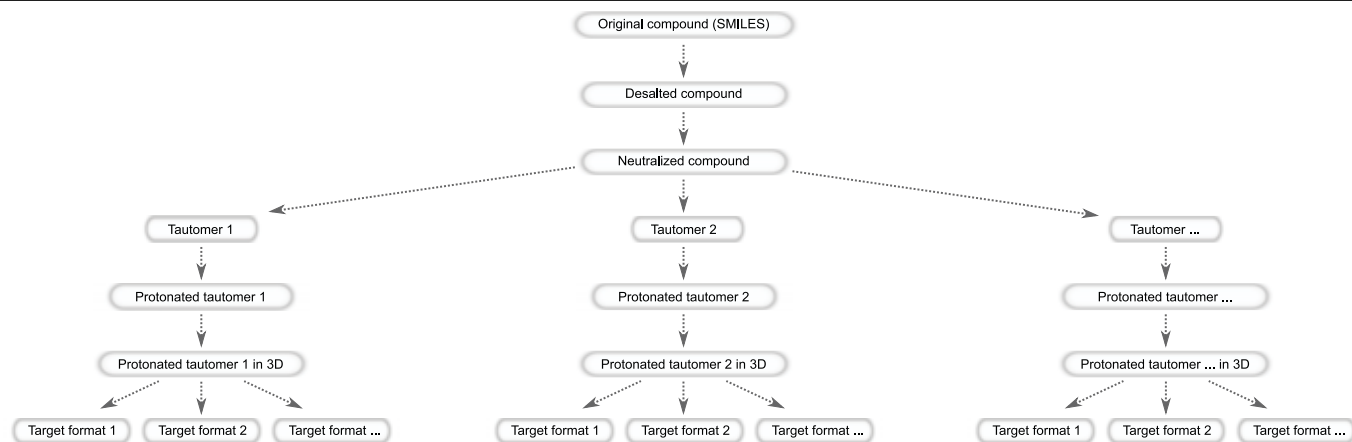 Original compound (SMILES)
Desalted compound
Neutralized compound
Tautomer 1
Tautomer 2
Tautomer ...
Protonated tautomer 1
Protonated tautomer 2
Protonated tautomer ...
Protonated tautomer 1 in 3D
Protonated tautomer 2 in 3D
Protonated tautomer ... in 3D
Target format 1
Target format 2
Target format ...
Target format 1
Target format 2
Target format ...
Target format 1
Target format 2
Target format ...